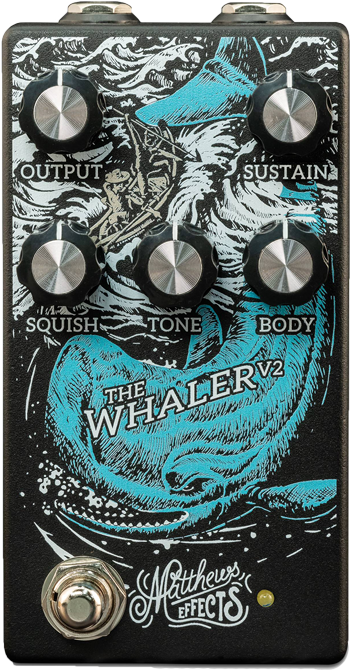 OUTPUT SUSTAIN
SQUISH TONE BODY
THE
WHALER V2
Matthews
EFFECTS